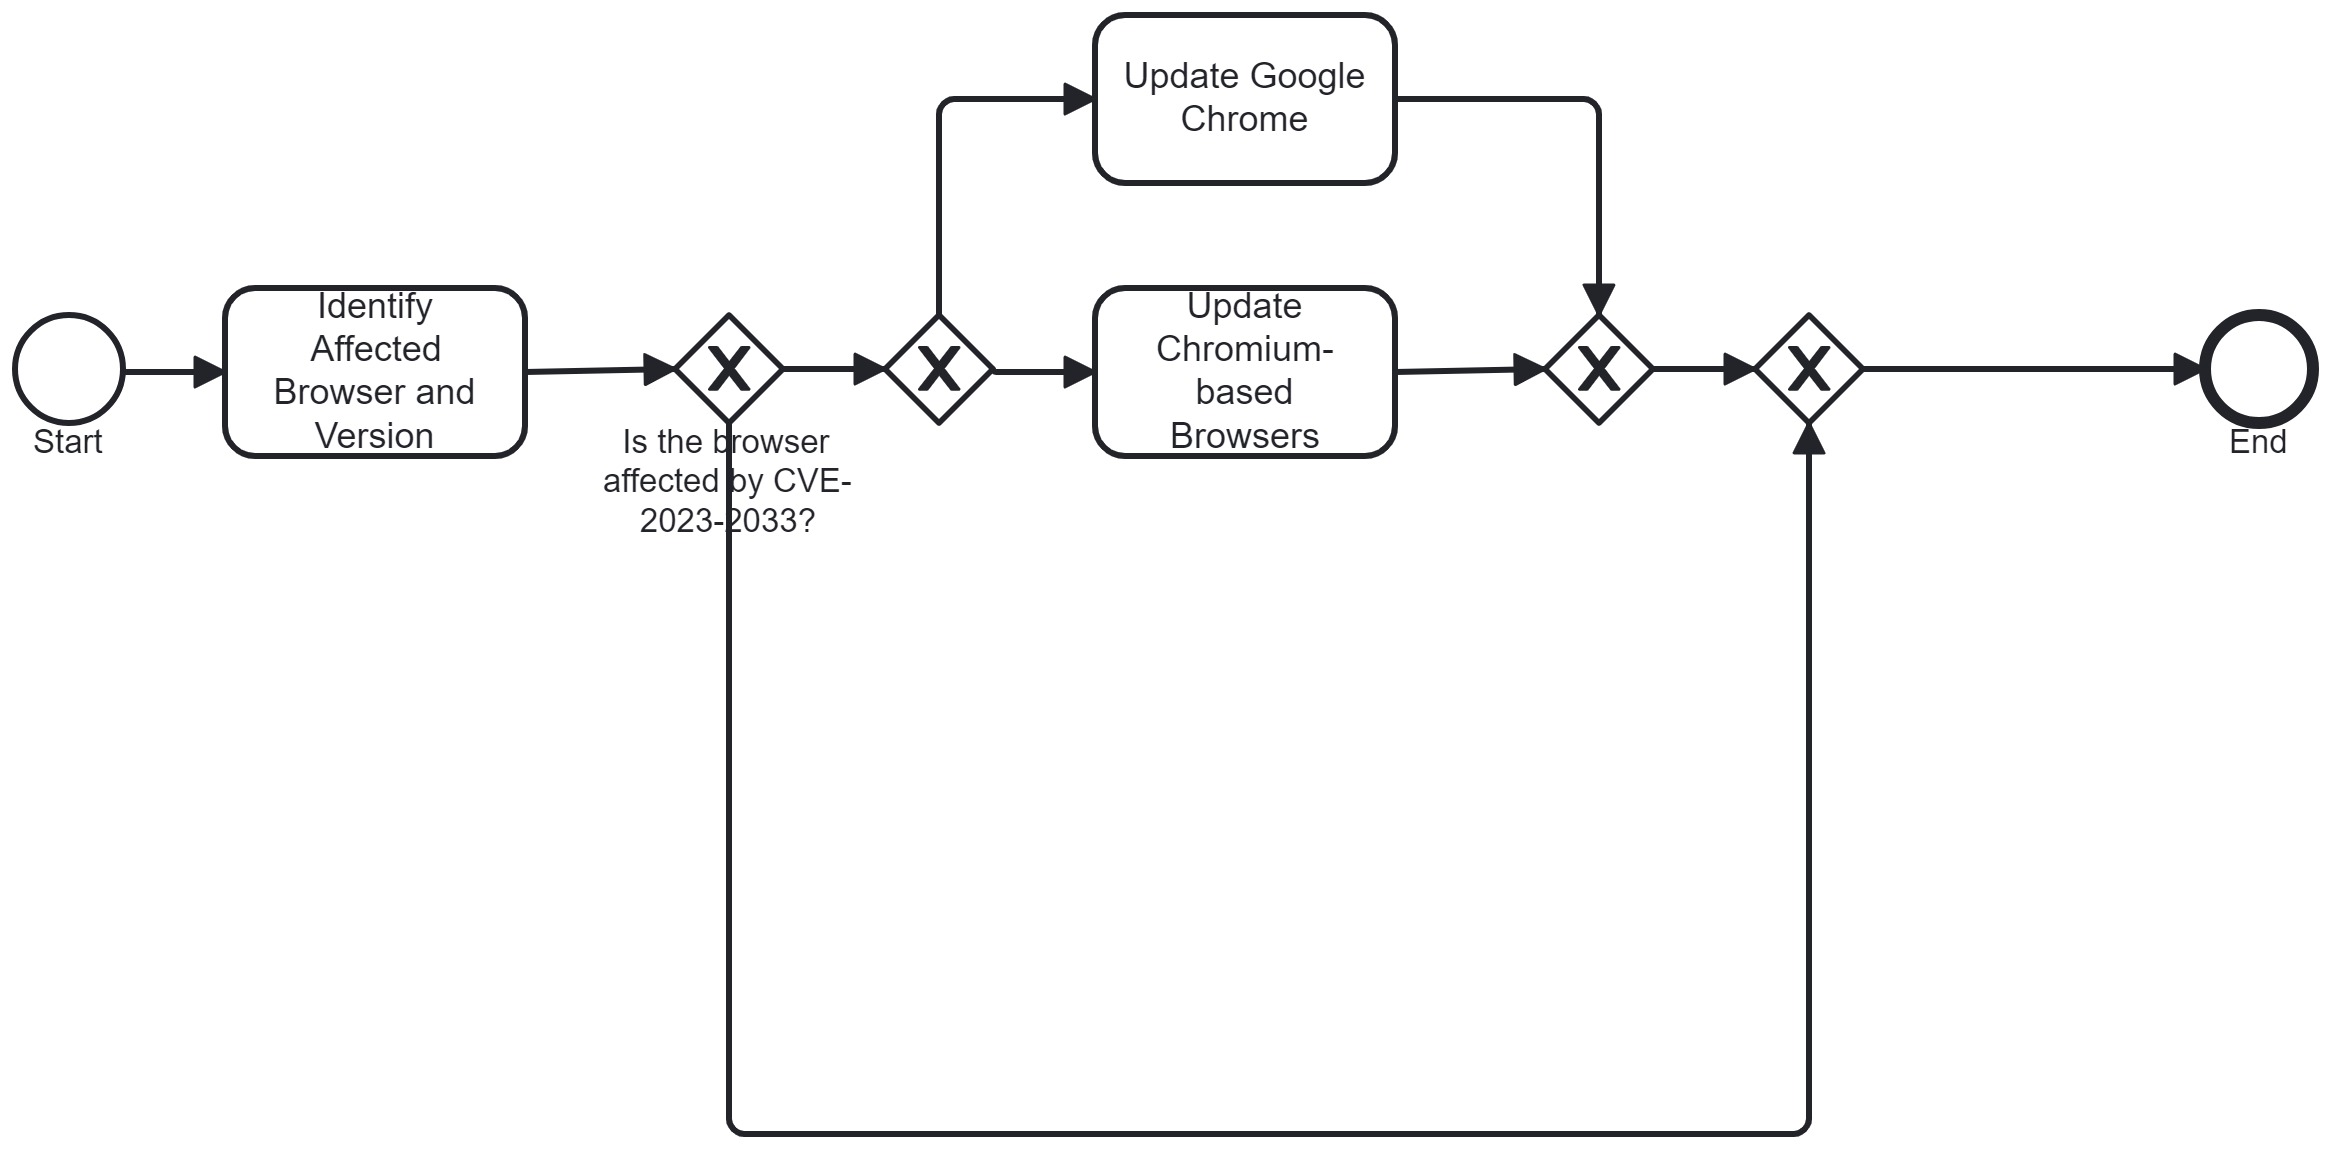 Update Google
Chrome
Identify
Affected
Browser and
Version
Update
Chromium-
based
Browsers
X
X
X
X
Start
Is the browser
affected by CVE-
2023-2033?
End